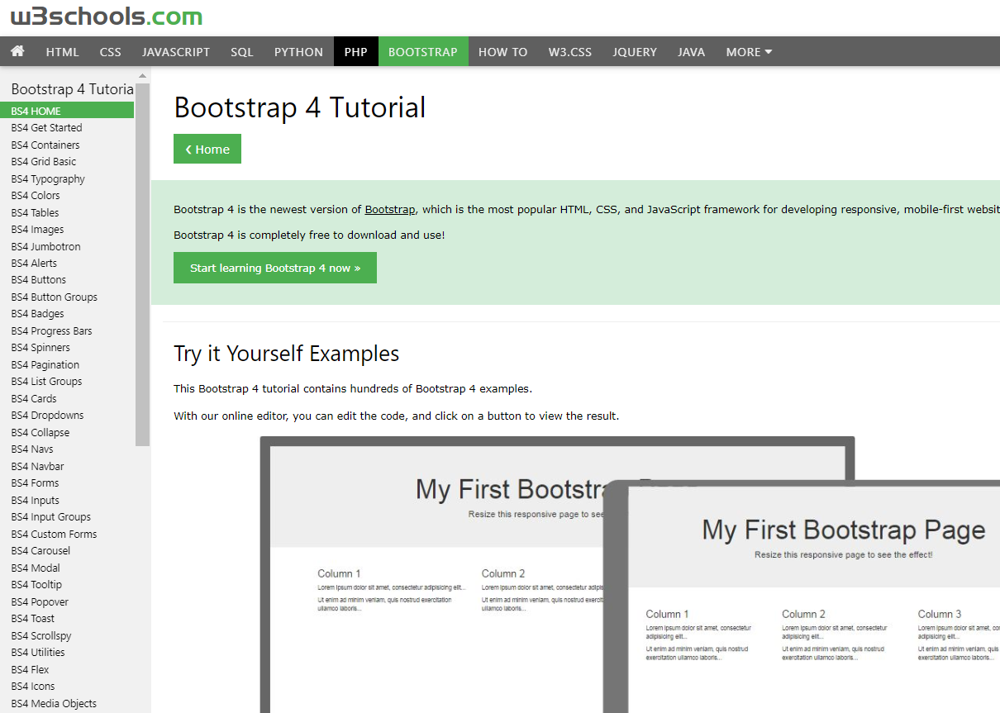 w3schools.com
HTML CSS JAVASCRIPT SQL PYTHON PHP BOOTSTRAP HOW TO W3.CSS JQUERY JAVA MORE
Bootstrap 4 Tutoria
BS4 HOME
BS4 Get Started
BS4 Containers
BS4 Grid Basic
BS4 Typography
BS4 Colors
BS4 Tables
BS4 Images
BS4 Jumbotron
BS4 Alerts
BS4 Buttons
BS4 Button Groups
BS4 Badges
BS4 Progress Bars
BS4 Spinners
BS4 Pagination
BS4 List Groups
BS4 Cards
BS4 Dropdowns
BS4 Collapse
BS4 Navs
BS4 Navbar
BS4 Forms
BS4 Inputs
BS4 Input Groups
BS4 Custom Forms
BS4 Carousel
BS4 Modal
BS4 Tooltip
BS4 Popover
BS4 Toast
BS4 Scrollspy
BS4 Utilities
BS4 Flex
BS4 Icons
BS4 Media Objects
Bootstrap 4 Tutorial
❮ Home
Bootstrap 4 is the newest version of Bootstrap, which is the most popular HTML, CSS, and JavaScript framework for developing responsive, mobile-first websit
Bootstrap 4 is completely free to download and use!
Start learning Bootstrap 4 now »
Try it Yourself Examples
This Bootstrap 4 tutorial contains hundreds of Bootstrap 4 examples.
With our online editor, you can edit the code, and click on a button to view the result.
My First Bootstra
Resize this responsive page to see
Column 1
Lorem ipsum dolor sit amet, consectetur adipisicing elit...
Ut enim ad minim veniam, quis nostrud exercitation
ullamco laboris...
Column 2
Lorem ipsum dolor sit amet, consectetur adipis
Ut enim ad minim veniam, quis nostrud exercit
ullamco laboris...
My First Bootstrap Page
Resize this responsive page to see the effect!
Column 1
Lorem ipsum dolor sit amet, consectetur
adipisicing elit...
Ut enim ad minim veniam, quis nostrud
exercitation ullamco laboris...
Column 2
Lorem ipsum dolor sit amet, consectetur
adipisicing elit...
Ut enim ad minim veniam, quis nostrud
exercitation ullamco laboris...
Column 3
Lorem ipsum dolor sit amet, co
adipisicing elit...
Ut enim ad minim veniam, quis
exercitation ullamco laboris...